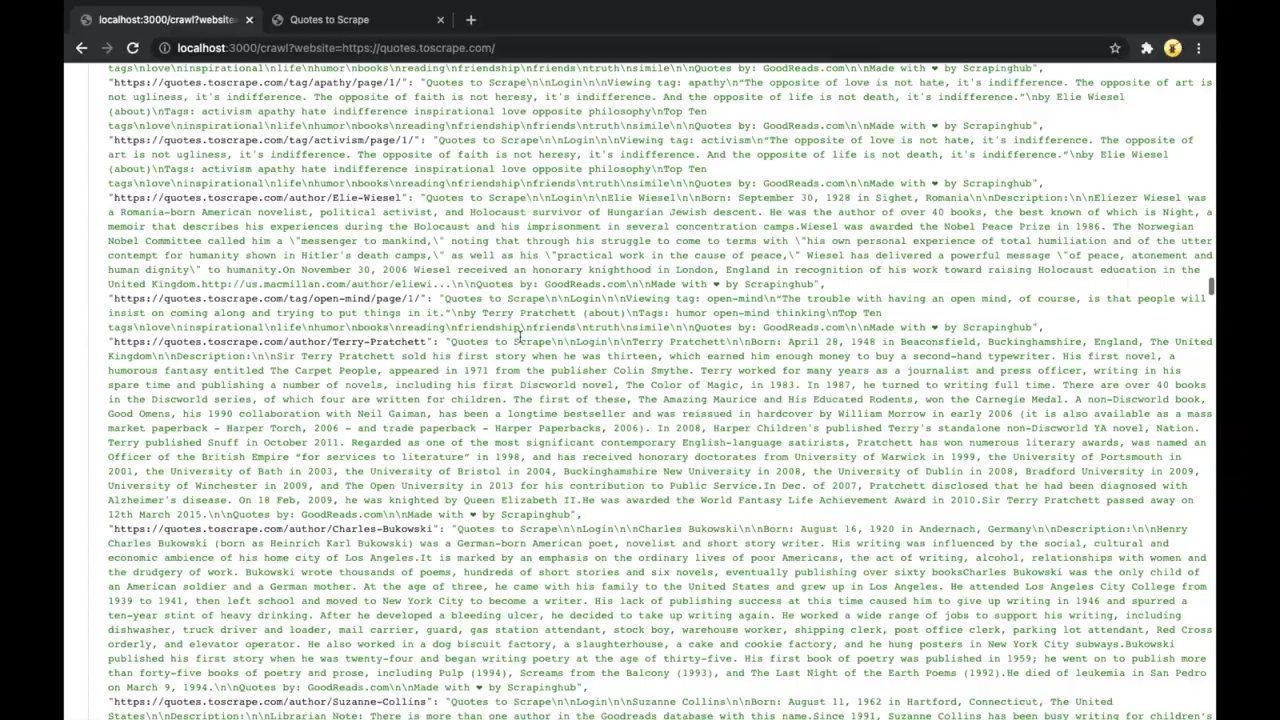 localhost:3000/crawl?website=
Quotes to Scrape
localhost:3000/crawl?website=https://quotes.toscrape.com/
tags\nlove\ninspirational\nlife\nhumor\nbooks\nreading\nfriendship\nfriends\ntruth\nsimile\n\nQuotes by: GoodReads.com\n\nMade with ❤ by Scrapinghub",
"https://quotes.toscrape.com/tag/apathy/page/1/": "Quotes to Scrape\n\nLogin\n\nViewing tag: apathy\n“The opposite of love is not hate, it's indifference. The opposite of art is
not ugliness, it's indifference. The opposite of faith is not heresy, it's indifference. And the opposite of life is not death, it's indifference.”\nby Elie Wiesel
(about)\nTags: activism apathy hate indifference inspirational love opposite philosophy\nTop Ten
tags\nlove\ninspirational\nlife\nhumor\nbooks\nreading\nfriendship\nfriends\ntruth\nsimile\n\nQuotes by: GoodReads.com\n\nMade with ❤ by Scrapinghub",
"https://quotes.toscrape.com/tag/activism/page/1/": "Quotes to Scrape\n\nLogin\n\nViewing tag: activism\n“The opposite of love is not hate, it's indifference. The opposite of
art is not ugliness, it's indifference. The opposite of faith is not heresy, it's indifference. And the opposite of life is not death, it's indifference.”\nby Elie Wiesel
(about)\nTags: activism apathy hate indifference inspirational love opposite philosophy\nTop Ten
tags\nlove\ninspirational\nlife\nhumor\nbooks\nreading\nfriendship\nfriends\ntruth\nsimile\n\nQuotes by: GoodReads.com\n\nMade with ❤ by Scrapinghub",
"https://quotes.toscrape.com/author/Elie-Wiesel": "Quotes to Scrape\n\nLogin\n\nElie Wiesel\n\nBorn: September 30, 1928 in Sighet, Romania\n\nDescription:\n\nEliezer Wiesel was
a Romania-born American novelist, political activist, and Holocaust survivor of Hungarian Jewish descent. He was the author of over 40 books, the best known of which is Night, a
memoir that describes his experiences during the Holocaust and his imprisonment in several concentration camps.Wiesel was awarded the Nobel Peace Prize in 1986. The Norwegian
Nobel Committee called him a \"messenger to mankind,\" noting that through his struggle to come to terms with \"his own personal experience of total humiliation and of the utter
contempt for humanity shown in Hitler's death camps,\" as well as his \"practical work in the cause of peace,\" Wiesel has delivered a powerful message \"of peace, atonement and
human dignity\" to humanity.On November 30, 2006 Wiesel received an honorary knighthood in London, England in recognition of his work toward raising Holocaust education in the
United Kingdom.http://us.macmillan.com/author/eliewi...\n\nQuotes by: GoodReads.com\n\nMade with ❤ by Scrapinghub",
"https://quotes.toscrape.com/tag/open-mind/page/1/": "Quotes to Scrape\n\nLogin\n\nViewing tag: open-mind\n“The trouble with having an open mind, of course, is that people will
insist on coming along and trying to put things in it.”\nby Terry Pratchett (about)\nTags: humor open-mind thinking\nTop Ten
tags\nlove\ninspirational\nlife\nhumor\nbooks\nreading\nfriendship\nfriends\ntruth\nsimile\n\nQuotes by: GoodReads.com\n\nMade with ❤ by Scrapinghub",
"https://quotes.toscrape.com/author/Terry-Pratchett": "Quotes to Scrape\n\nLogin\n\nTerry Pratchett\n\nBorn: April 28, 1948 in Beaconsfield, Buckinghamshire, England, The United
Kingdom\n\nDescription:\n\nSir Terry Pratchett sold his first story when he was thirteen, which earned him enough money to buy a second-hand typewriter. His first novel, a
humorous fantasy entitled The Carpet People, appeared in 1971 from the publisher Colin Smythe. Terry worked for many years as a journalist and press officer, writing in his
spare time and publishing a number of novels, including his first Discworld novel, The Color of Magic, in 1983. In 1987, he turned to writing full time. There are over 40 books
in the Discworld series, of which four are written for children. The first of these, The Amazing Maurice and His Educated Rodents, won the Carnegie Medal. A non-Discworld book,
Good Omens, his 1990 collaboration with Neil Gaiman, has been a longtime bestseller and was reissued in hardcover by William Morrow in early 2006 (it is also available as a mass
market paperback - Harper Torch, 2006 - and trade paperback - Harper Paperbacks, 2006). In 2008, Harper Children's published Terry's standalone non-Discworld YA novel, Nation.
Terry published Snuff in October 2011. Regarded as one of the most significant contemporary English-language satirists, Pratchett has won numerous literary awards, was named an
Officer of the British Empire “for services to literature” in 1998, and has received honorary doctorates from University of Warwick in 1999, the University of Portsmouth in
2001, the University of Bath in 2003, the University of Bristol in 2004, Buckinghamshire New University in 2008, the University of Dublin in 2008, Bradford University in 2009,
University of Winchester in 2009, and The Open University in 2013 for his contribution to Public Service.In Dec. of 2007, Pratchett disclosed that he had been diagnosed with
Alzheimer's disease. On 18 Feb, 2009, he was knighted by Queen Elizabeth II.He was awarded the World Fantasy Life Achievement Award in 2010.Sir Terry Pratchett passed away on
12th March 2015.\n\nQuotes by: GoodReads.com\n\nMade with ❤ by Scrapinghub",
"https://quotes.toscrape.com/author/Charles-Bukowski": "Quotes to Scrape\n\nLogin\n\nCharles Bukowski\n\nBorn: August 16, 1920 in Andernach, Germany\n\nDescription:\n\nHenry
Charles Bukowski (born as Heinrich Karl Bukowski) was a German-born American poet, novelist and short story writer. His writing was influenced by the social, cultural and
economic ambience of his home city of Los Angeles.It is marked by an emphasis on the ordinary lives of poor Americans, the act of writing, alcohol, relationships with women and
the drudgery of work. Bukowski wrote thousands of poems, hundreds of short stories and six novels, eventually publishing over sixty booksCharles Bukowski was the only child of
an American soldier and a German mother. At the age of three, he came with his family to the United States and grew up in Los Angeles. He attended Los Angeles City College from
1939 to 1941, then left school and moved to New York City to become a writer. His lack of publishing success at this time caused him to give up writing in 1946 and spurred a
ten-year stint of heavy drinking. After he developed a bleeding ulcer, he decided to take up writing again. He worked a wide range of jobs to support his writing, including
dishwasher, truck driver and loader, mail carrier, guard, gas station attendant, stock boy, warehouse worker, shipping clerk, post office clerk, parking lot attendant, Red Cross
orderly, and elevator operator. He also worked in a dog biscuit factory, a slaughterhouse, a cake and cookie factory, and he hung posters in New York City subways.Bukowski
published his first story when he was twenty-four and began writing poetry at the age of thirty-five. His first book of poetry was published in 1959; he went on to publish more
than forty-five books of poetry and prose, including Pulp (1994), Screams from the Balcony (1993), and The Last Night of the Earth Poems (1992).He died of leukemia in San Pedro
on March 9, 1994.\n\nQuotes by: GoodReads.com\n\nMade with ❤ by Scrapinghub",
"https://quotes.toscrape.com/author/Suzanne-Collins": "Quotes to Scrape\n\nLogin\n\nSuzanne Collins\n\nBorn: August 11, 1962 in Hartford, Connecticut, The United
States\n\nDescription:\n\nLibrarian Note: There is more than one author in the Goodreads database with this name.Since 1991, Suzanne Collins has been busy writing for children's